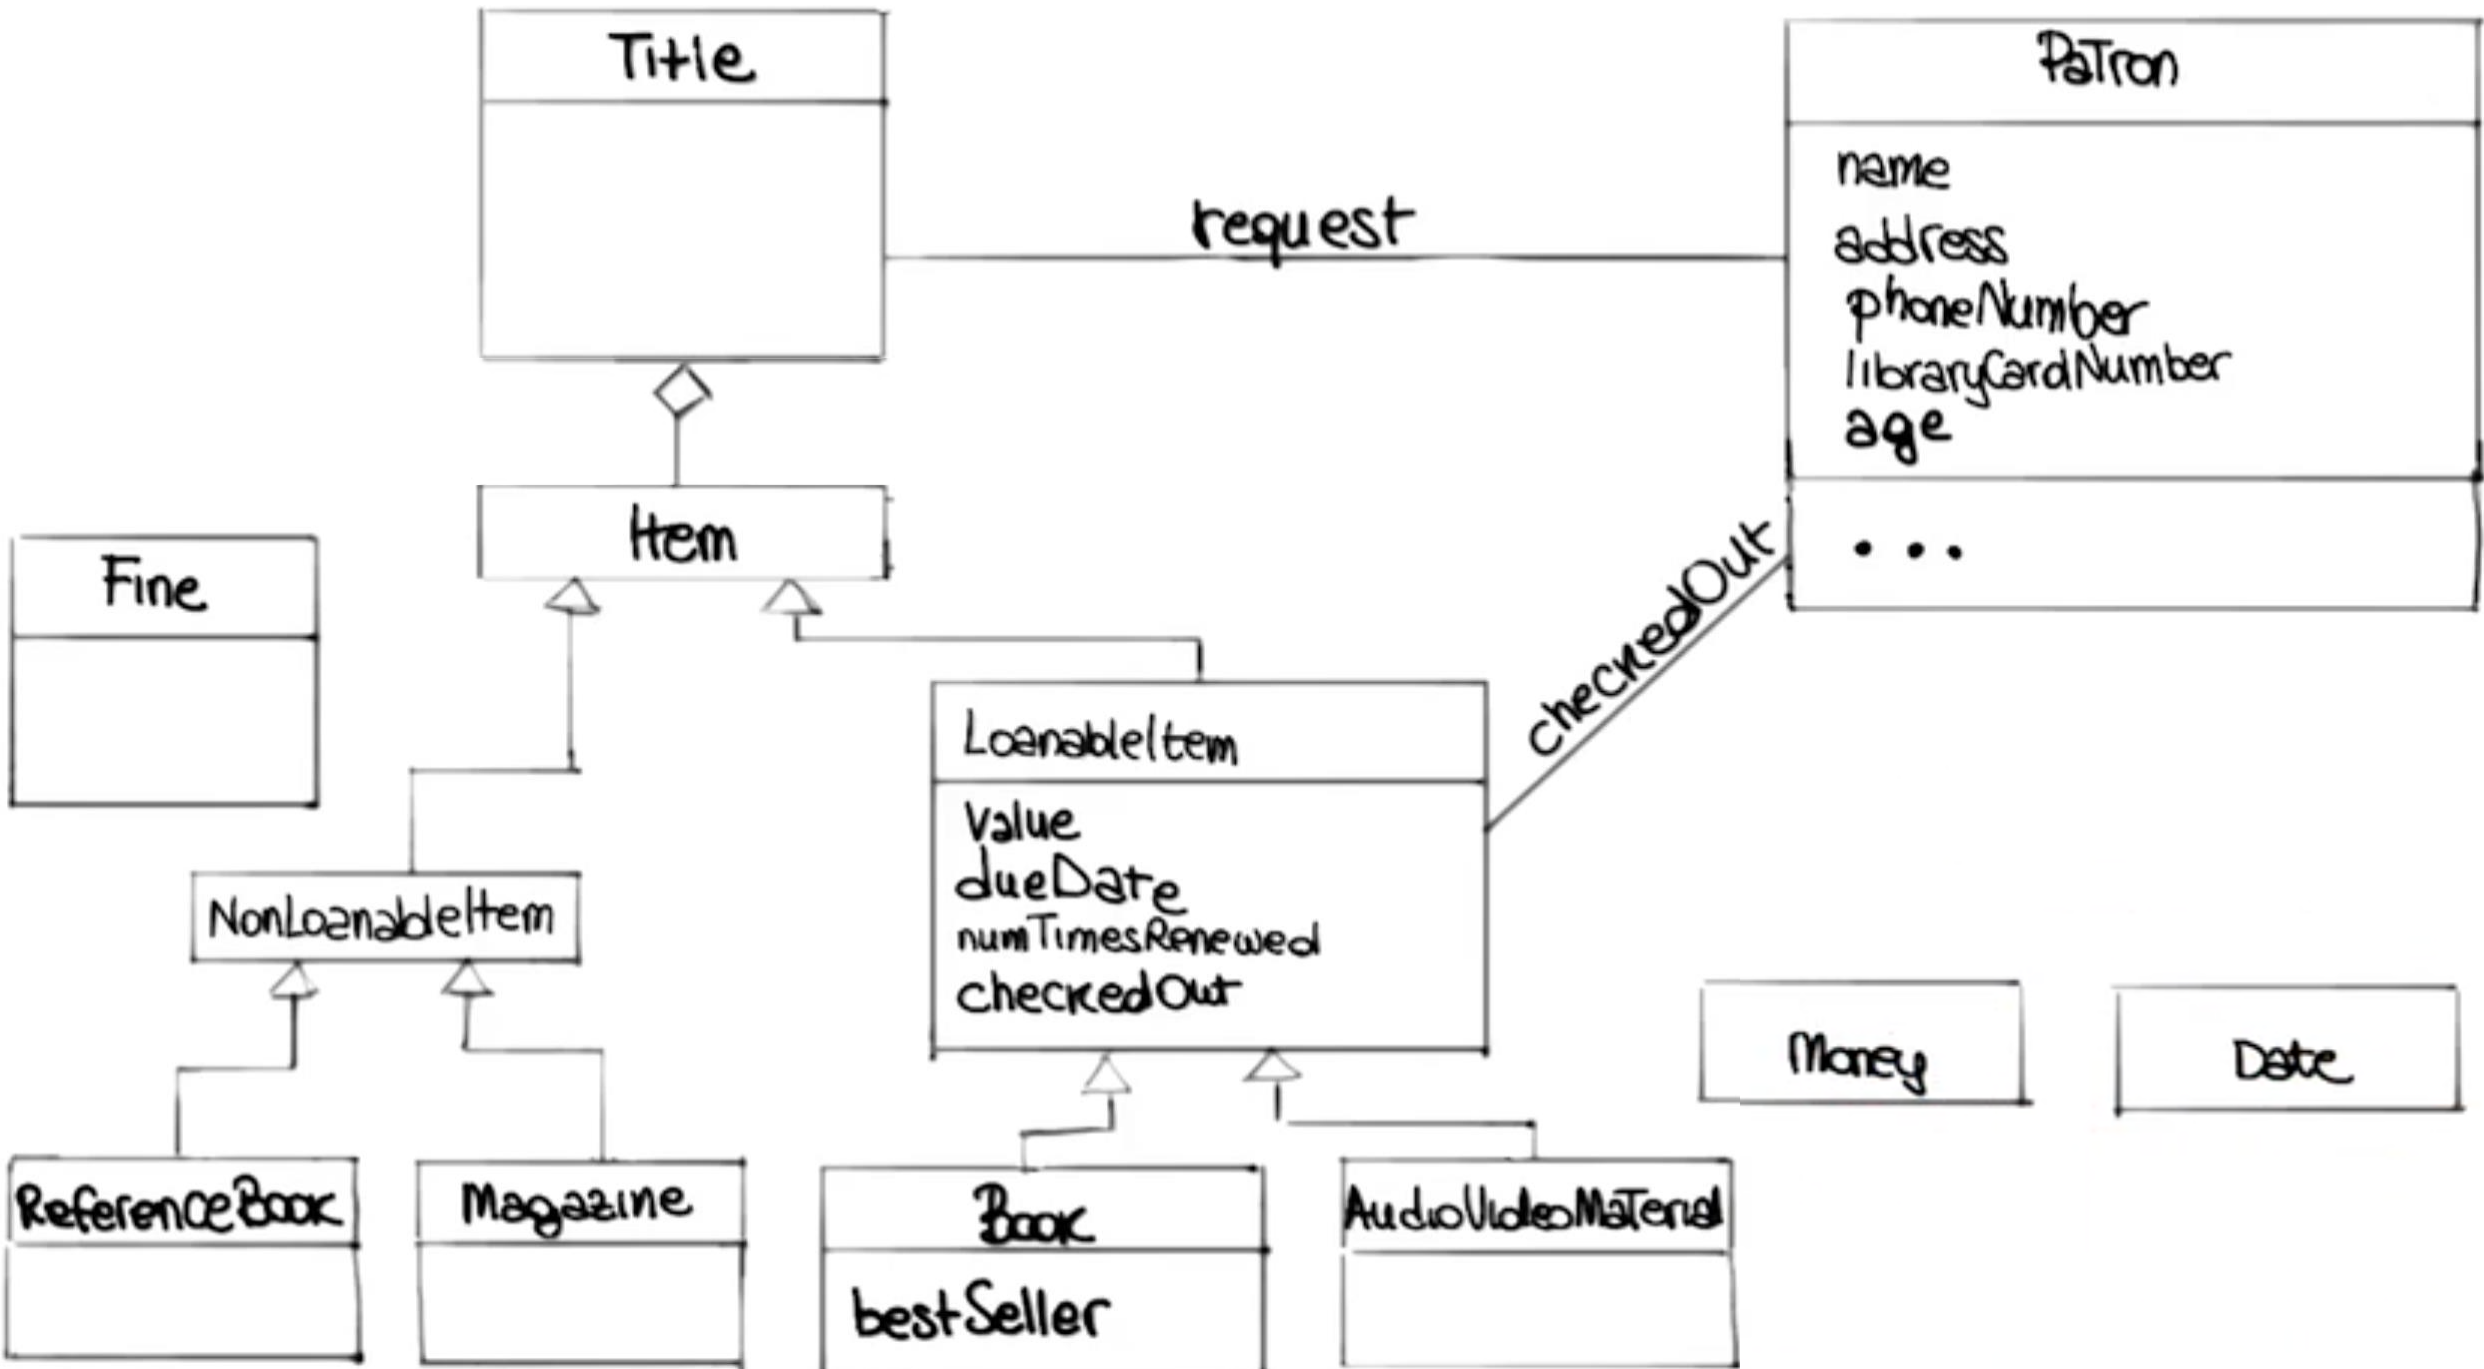 Title
Patron
name
address
phoneNumber
libraryCardNumber
age
...
request
Item
Fine
checkedOut
LoanableItem
Value
dueDate
numTimesRenewed
checkedOut
NonLoanableItem
Money
Date
ReferenceBook
Magazine
Book
bestSeller
AudioVideoMaterial